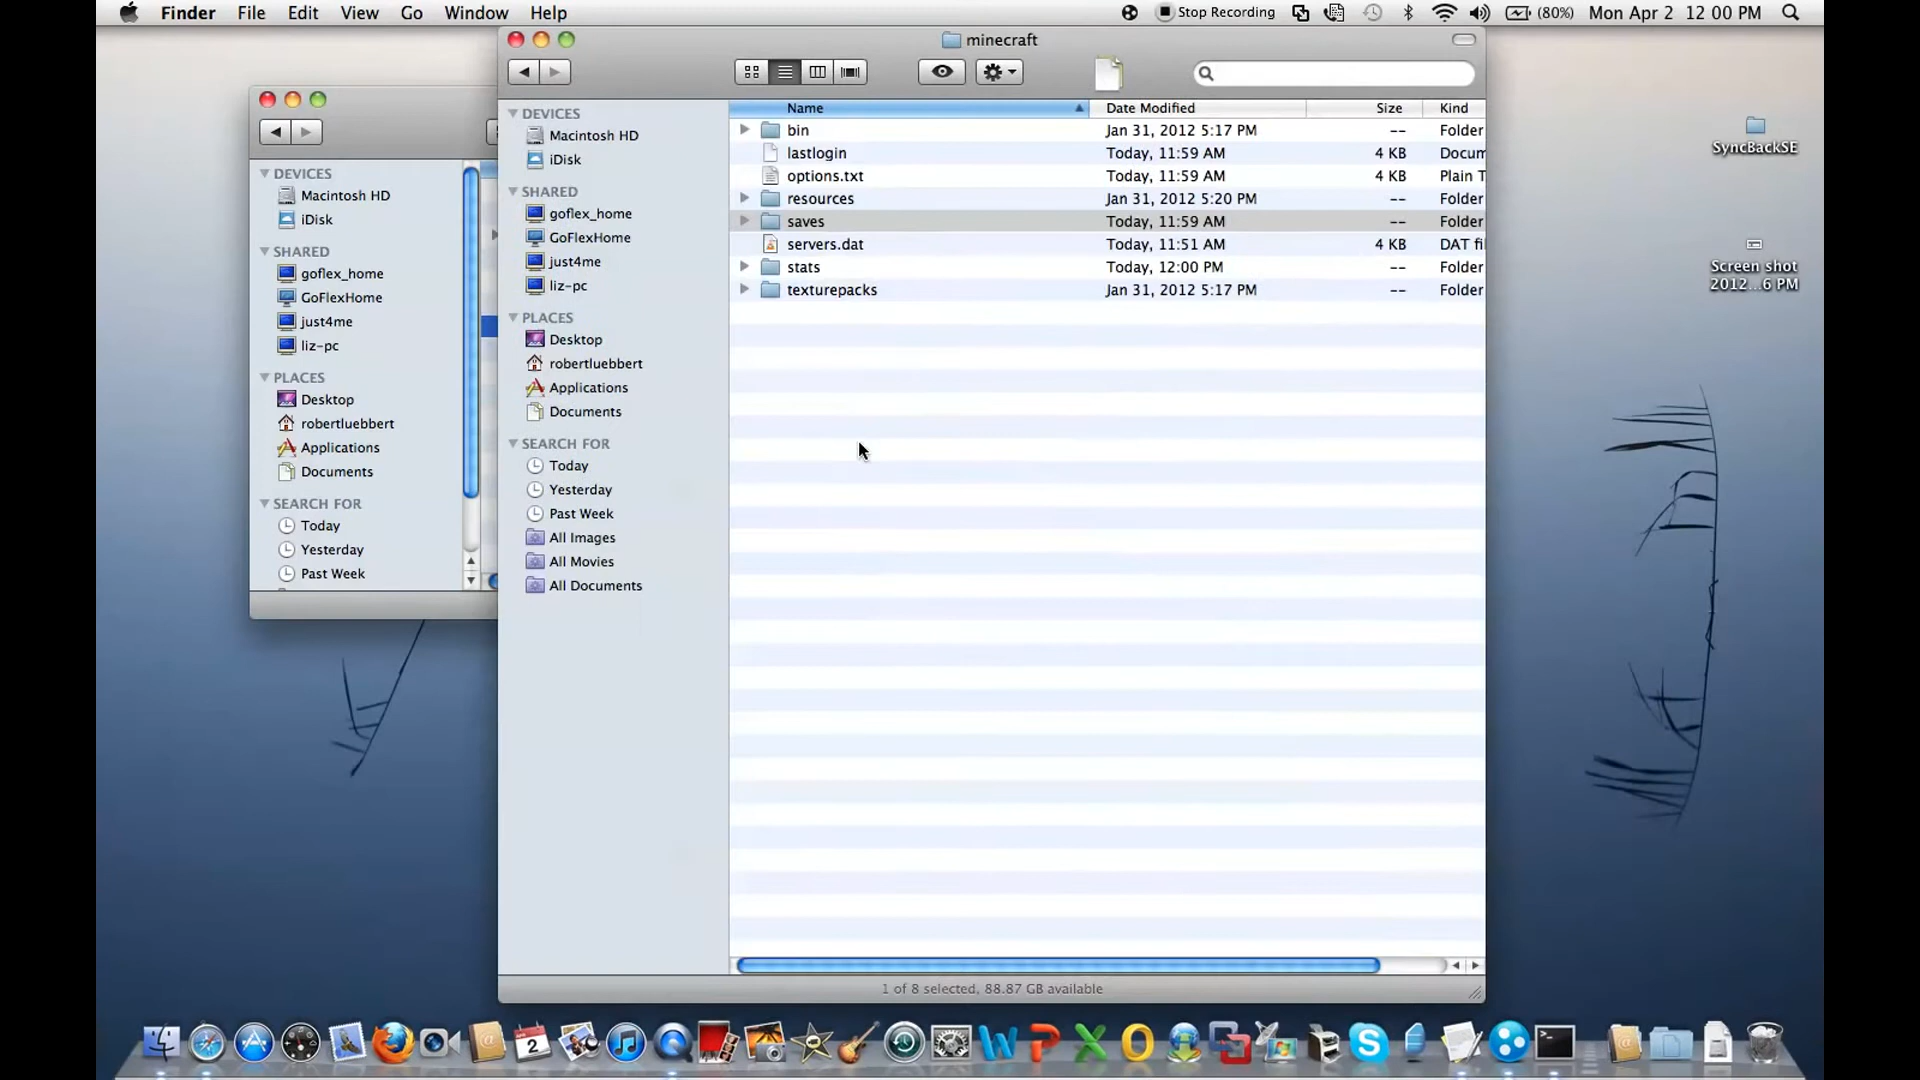 Finder File Edit View Go Window Help
Stop Recording (80%) Mon Apr 2 12 00 PM
minecraft
Name Date Modified Size Kind
bin Jan 31, 2012 5:17 PM -- Folder
lastlogin Today, 11:59 AM 4 KB Docum
options.txt Today, 11:59 AM 4 KB Plain T
resources Jan 31, 2012 5:20 PM -- Folder
saves Today, 11:59 AM -- Folder
servers.dat Today, 11:51 AM 4 KB DAT fil
stats Today, 12:00 PM -- Folder
texturepacks Jan 31, 2012 5:17 PM -- Folder
1 of 8 selected, 88.87 GB available
DEVICES
Macintosh HD
iDisk
SHARED
goflex_home
GoFlexHome
just4me
liz-pc
PLACES
Desktop
robertluebbert
Applications
Documents
SEARCH FOR
Today
Yesterday
Past Week
All Images
All Movies
All Documents
DEVICES
Macintosh HD
iDisk
SHARED
goflex_home
GoFlexHome
just4me
liz-pc
PLACES
Desktop
robertluebbert
Applications
Documents
SEARCH FOR
Today
Yesterday
Past Week
SyncBackSE
Screen shot
2012...6 PM
2